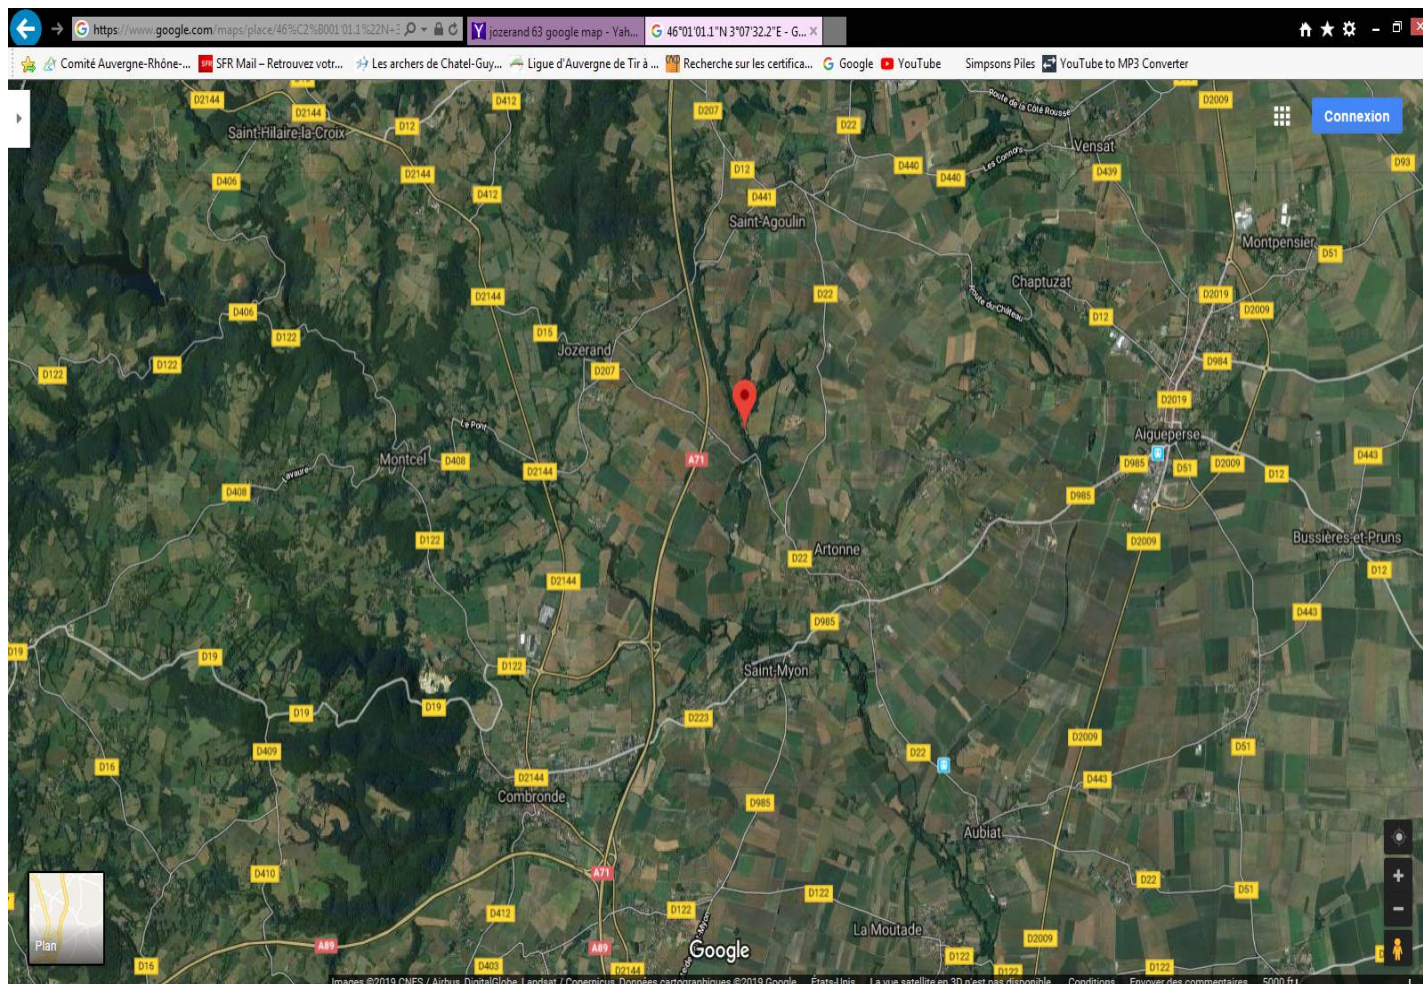 https://www.google.com/maps/place/46%C2%B001'01.1%22N+3
jozerand 63 google map - Yah...
46°01'01.1"N 3°07'32.2"E - G...
Comité Auvergne-Rhône-...
SFR
SFR Mail – Retrouvez votr...
Les archers de Chatel-Guy...
Ligue d'Auvergne de Tir à ...
Recherche sur les certifica...
Google
YouTube
Simpsons Piles
YouTube to MP3 Converter
D2144
D2144
D412
D207
Route de la Côté Rousse
D2009
Connexion
Saint-Hilaire-la-Croix
D12
D22
Vensat
D93
D2144
D406
D412
D12
D440
D440
Les Connors
D439
D441
Saint-Agoulin
Montpensier
D51
D2144
D22
Chaptuzat
Route du Château
D2019
D2009
D406
D122
D15
D12
Jozerand
D122
D122
D207
D984
D2019
Le Pont
Aigueperse
Montcel
D408
D2144
A71
D985
D51
D2009
D12
D443
Lavaure
D408
D985
D122
Artonne
D22
D2009
Bussières-et-Pruns
D12
D2144
D985
D443
D19
D19
D122
Saint-Myon
D19
D19
D223
D409
D2009
D51
D16
D2144
D22
D443
Combronde
D985
Aubiat
D410
A71
D22
D51
D122
D412
D122
La Moutade
Plan
A89
A89
Google
D2009
D16
D403
D2144
D122
D122
D122
Images ©2019 CNES / Airbus, DigitalGlobe, Landsat / Copernicus, Données cartographiques ©2019 Google
États-Unis
La vue satellite en 3D n'est pas disponible
Conditions
Envoyer des commentaires
5000 ft